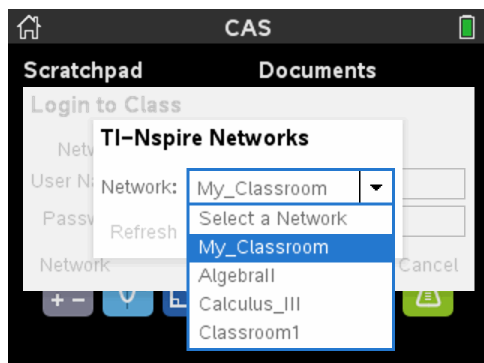 CAS
Scratchpad Documents
Login to Class
TI-Nspire Networks
User
Network: My_Classroom
Refresh
Select a Network
My_Classroom
AlgebraII
Calculus_III
Classroom1
Network Cancel